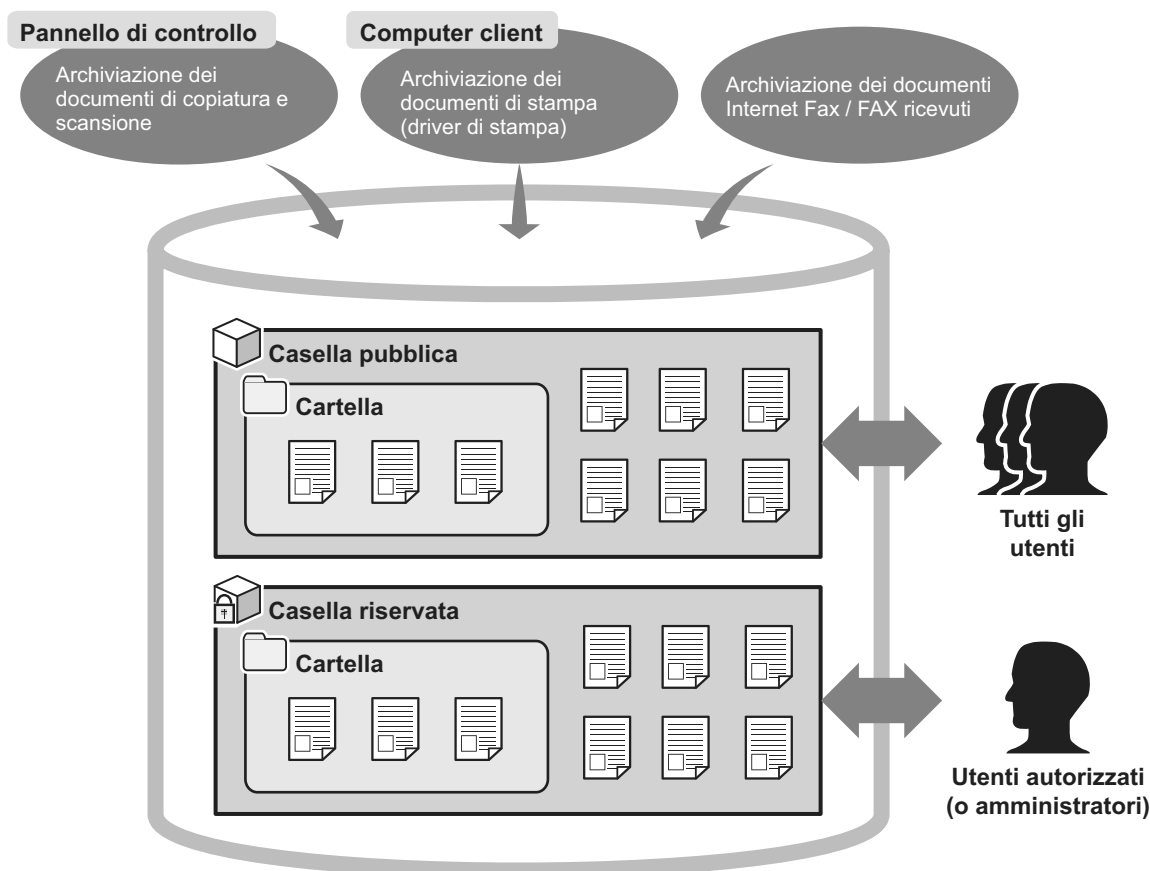 Pannello di controllo
Archiviazione dei
documenti di copiatura e
scansione
Computer client
Archiviazione dei
documenti di stampa
(driver di stampa)
Archiviazione dei documenti
Internet Fax / FAX ricevuti
Casella pubblica
Cartella
Tutti gli
utenti
Casella riservata
Cartella
Utenti autorizzati
(o amministratori)